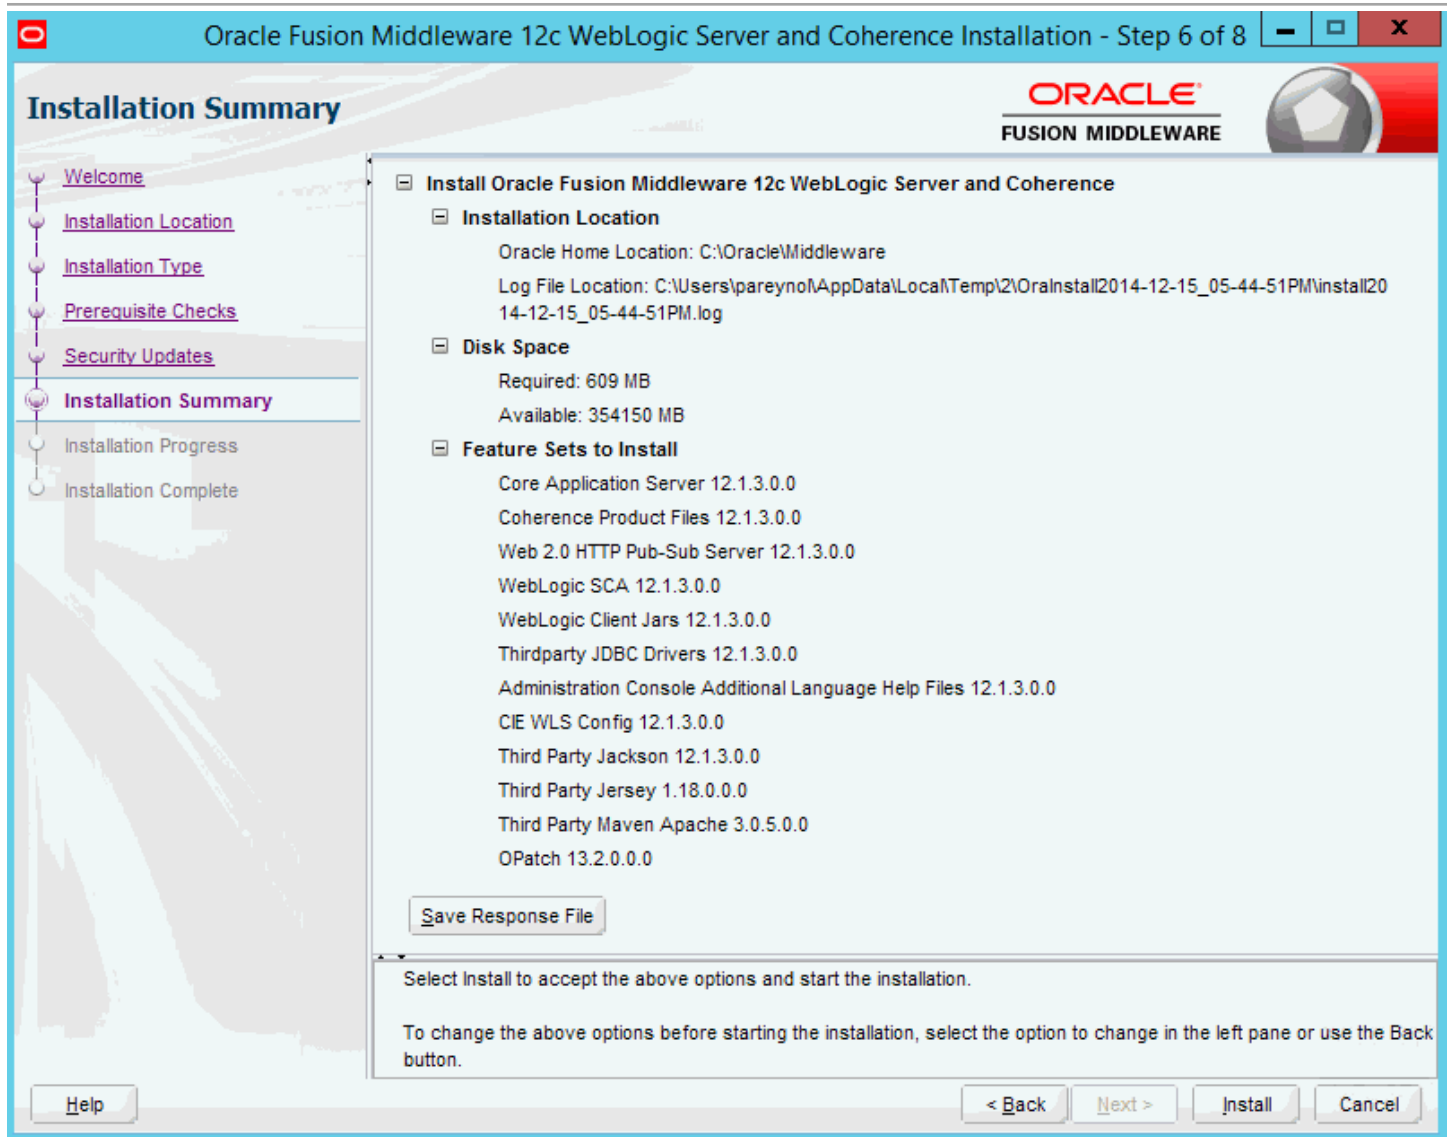 Oracle Fusion Middleware 12c WebLogic Server and Coherence Installation - Step 6 of 8
Installation Summary
ORACLE
FUSION MIDDLEWARE
Welcome
Installation Location
Installation Type
Prerequisite Checks
Security Updates
Installation Summary
Installation Progress
Installation Complete
Install Oracle Fusion Middleware 12c WebLogic Server and Coherence
Installation Location
Oracle Home Location: C:\Oracle\Middleware
Log File Location: C:\Users\pareynol\AppData\Local\Temp\2\OraInstall2014-12-15_05-44-51PM\install20
14-12-15_05-44-51PM.log
Disk Space
Required: 609 MB
Available: 354150 MB
Feature Sets to Install
Core Application Server 12.1.3.0.0
Coherence Product Files 12.1.3.0.0
Web 2.0 HTTP Pub-Sub Server 12.1.3.0.0
WebLogic SCA 12.1.3.0.0
WebLogic Client Jars 12.1.3.0.0
Thirdparty JDBC Drivers 12.1.3.0.0
Administration Console Additional Language Help Files 12.1.3.0.0
CIE WLS Config 12.1.3.0.0
Third Party Jackson 12.1.3.0.0
Third Party Jersey 1.18.0.0.0
Third Party Maven Apache 3.0.5.0.0
OPatch 13.2.0.0.0
Save Response File
Select Install to accept the above options and start the installation.
To change the above options before starting the installation, select the option to change in the left pane or use the Back
button.
Help
< Back
Next >
Install
Cancel